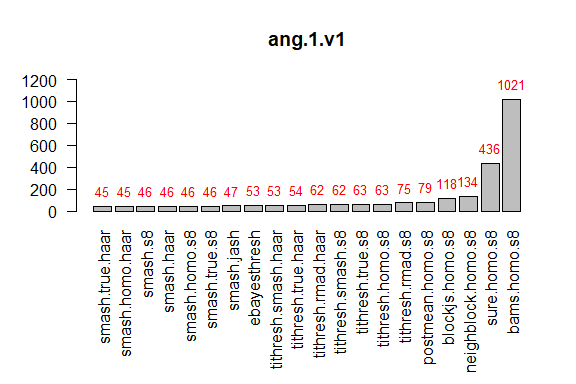 ang.1.v1
1200
1000
800
600
400
200
0
45 45 46 46 46 46 47 53 53 54 62 62 63 63 75 79 118 134 436 1021
smash.true.haar
smash.homo.haar
smash.s8
smash.haar
smash.homo.s8
smash.true.s8
smash.jash
ebayesthresh
tithresh.smash.haar
tithresh.true.haar
tithresh.rmad.haar
tithresh.smash.s8
tithresh.true.s8
tithresh.homo.s8
tithresh.rmad.s8
postmean.homo.s8
blockjs.homo.s8
neighblock.homo.s8
sure.homo.s8
bams.homo.s8